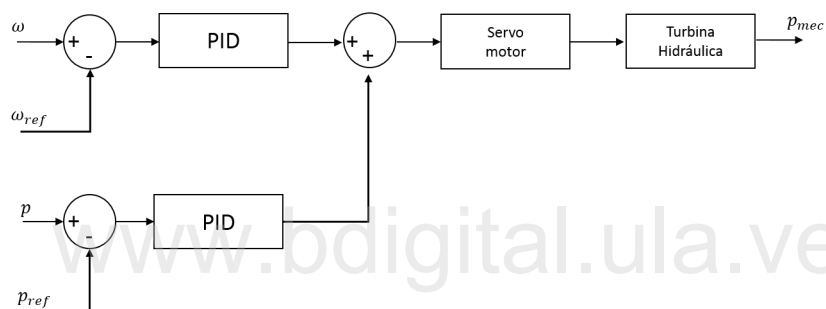 ω
+
-
PID
+
+
Servo
motor
Turbina
Hidráulica
p_mec
ω_ref
p
+
-
PID
p_ref
www.bdigital.ula.ve